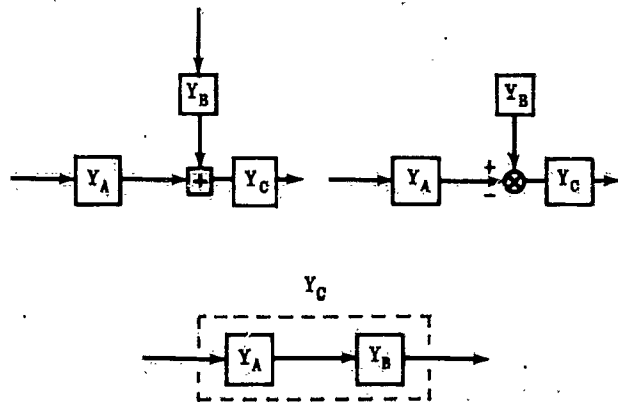 Y_B
Y_A + Y_C
Y_B
Y_A + - Y_C
Y_C
Y_A Y_B